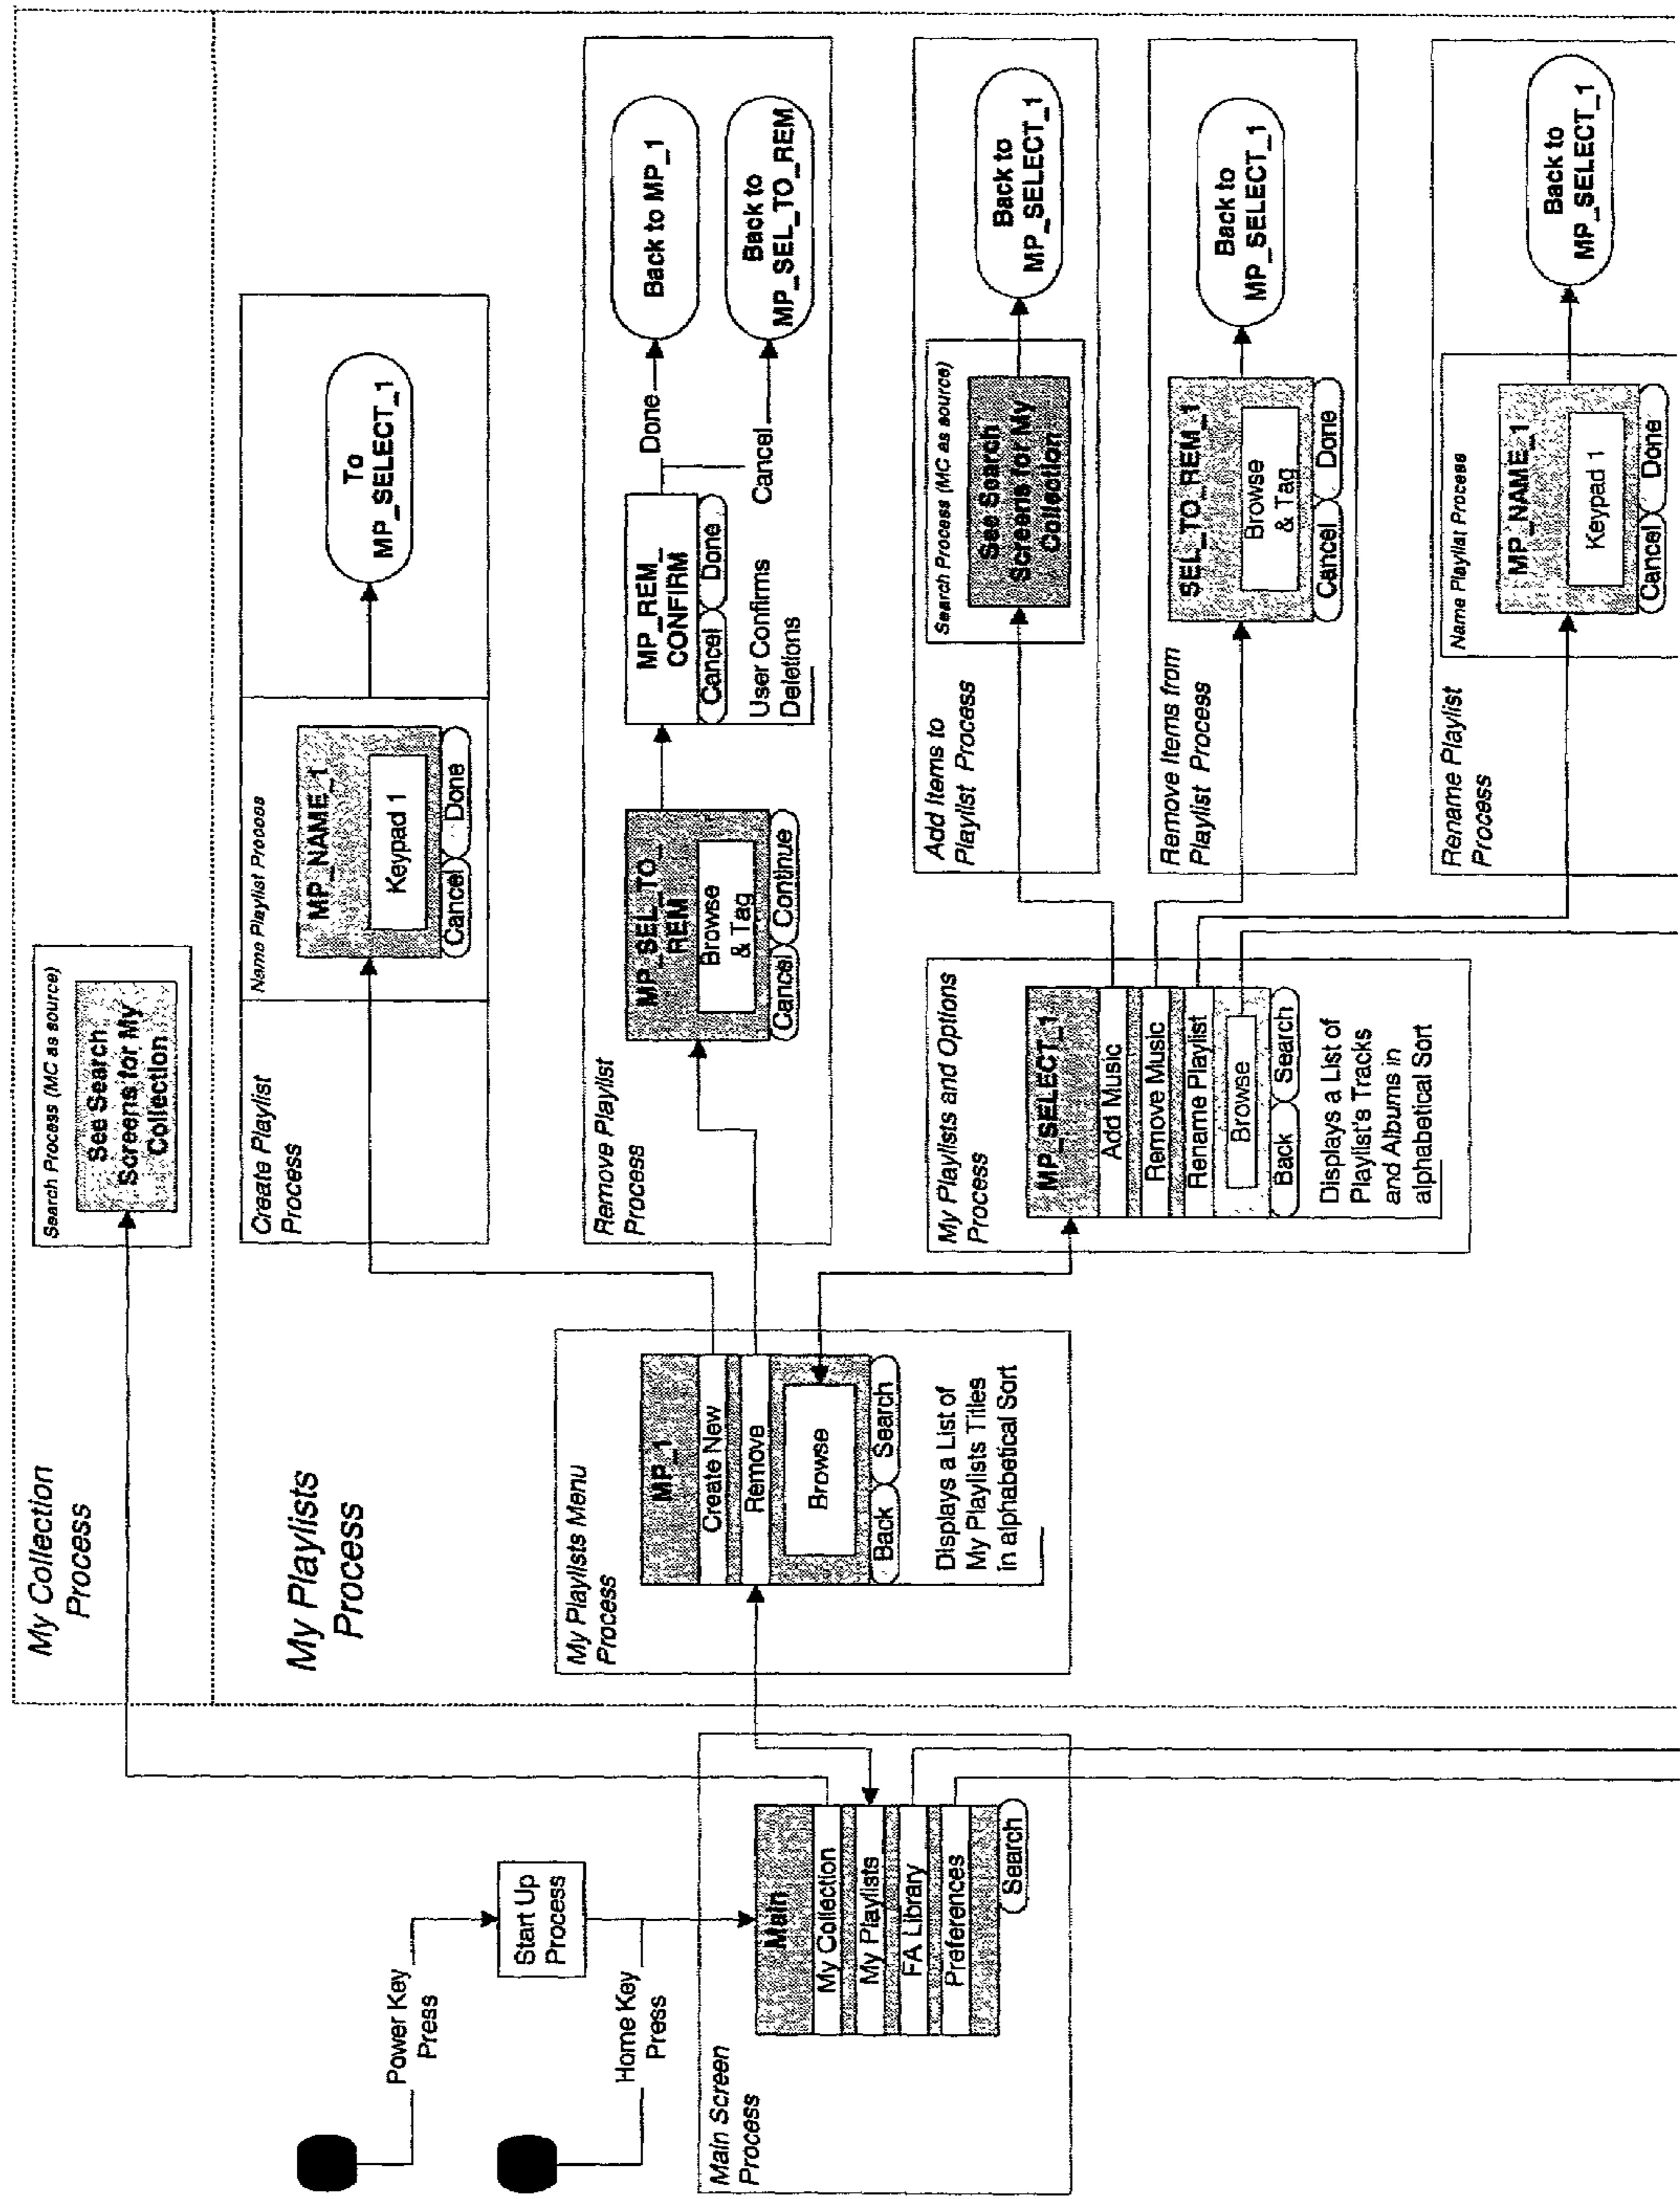 My Collection
Process
Search Process (MC as source)
See Search
Screens for My
Collection
My Playlists
Process
Create Playlist
Process
Name Playlist Process
MP_NAME_1
Keypad 1
Cancel
Done
To
MP_SELECT_1
Power Key
Press
Start Up
Process
Home Key
Press
Main Screen
Process
Main
My Collection
My Playlists
FA Library
Preferences
Search
My Playlists Menu
Process
MP_1
Create New
Remove
Browse
Back
Search
Displays a List of
My Playlists Titles
in alphabetical Sort
Remove Playlist
Process
MP_SEL_TO_
REM
Browse
& Tag
Cancel
Continue
MP_REM_
CONFIRM
Cancel
Done
User Confirms
Deletions
Done
Cancel
Back to MP_1
Back to
MP_SEL_TO_REM
My Playlists and Options
Process
MP_SELECT_1
Add Music
Remove Music
Rename Playlist
Browse
Back
Search
Displays a List of
Playlist's Tracks
and Albums in
alphabetical Sort
Add Items to
Playlist Process
Search Process (MC as source)
See Search
Screens for My
Collection
Back to
MP_SELECT_1
Remove Items from
Playlist Process
SEL_TO_REM_1
Browse
& Tag
Cancel
Done
Back to
MP_SELECT_1
Rename Playlist
Process
Name Playlist Process
MP_NAME_1
Keypad 1
Cancel
Done
Back to
MP_SELECT_1